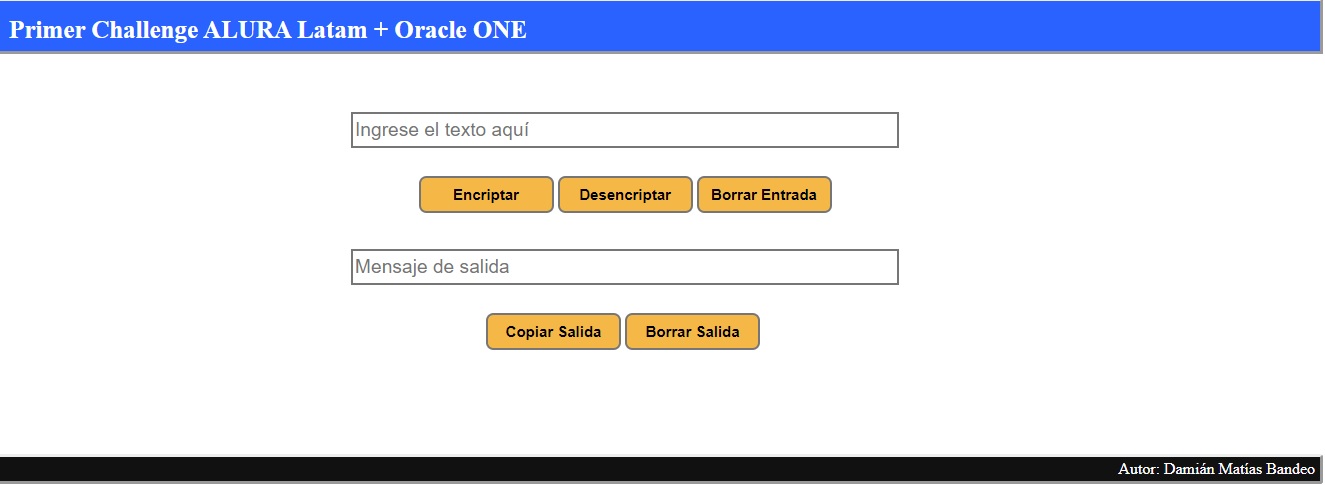 Primer Challenge ALURA Latam + Oracle ONE
Ingrese el texto aquí
Encriptar Desencriptar Borrar Entrada
Mensaje de salida
Copiar Salida Borrar Salida
Autor: Damián Matías Bandeo